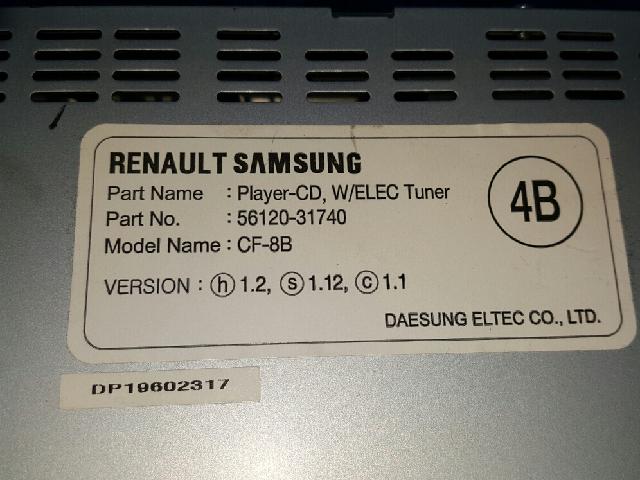 RENAULT SAMSUNG
Part Name : Player-CD, W/ELEC Tuner
Part No. : 56120-31740
Model Name : CF-8B
4B
VERSION : ⓗ 1.2, ⓢ 1.12, ⓒ 1.1
DAESUNG ELTEC CO., LTD.
DP19602317